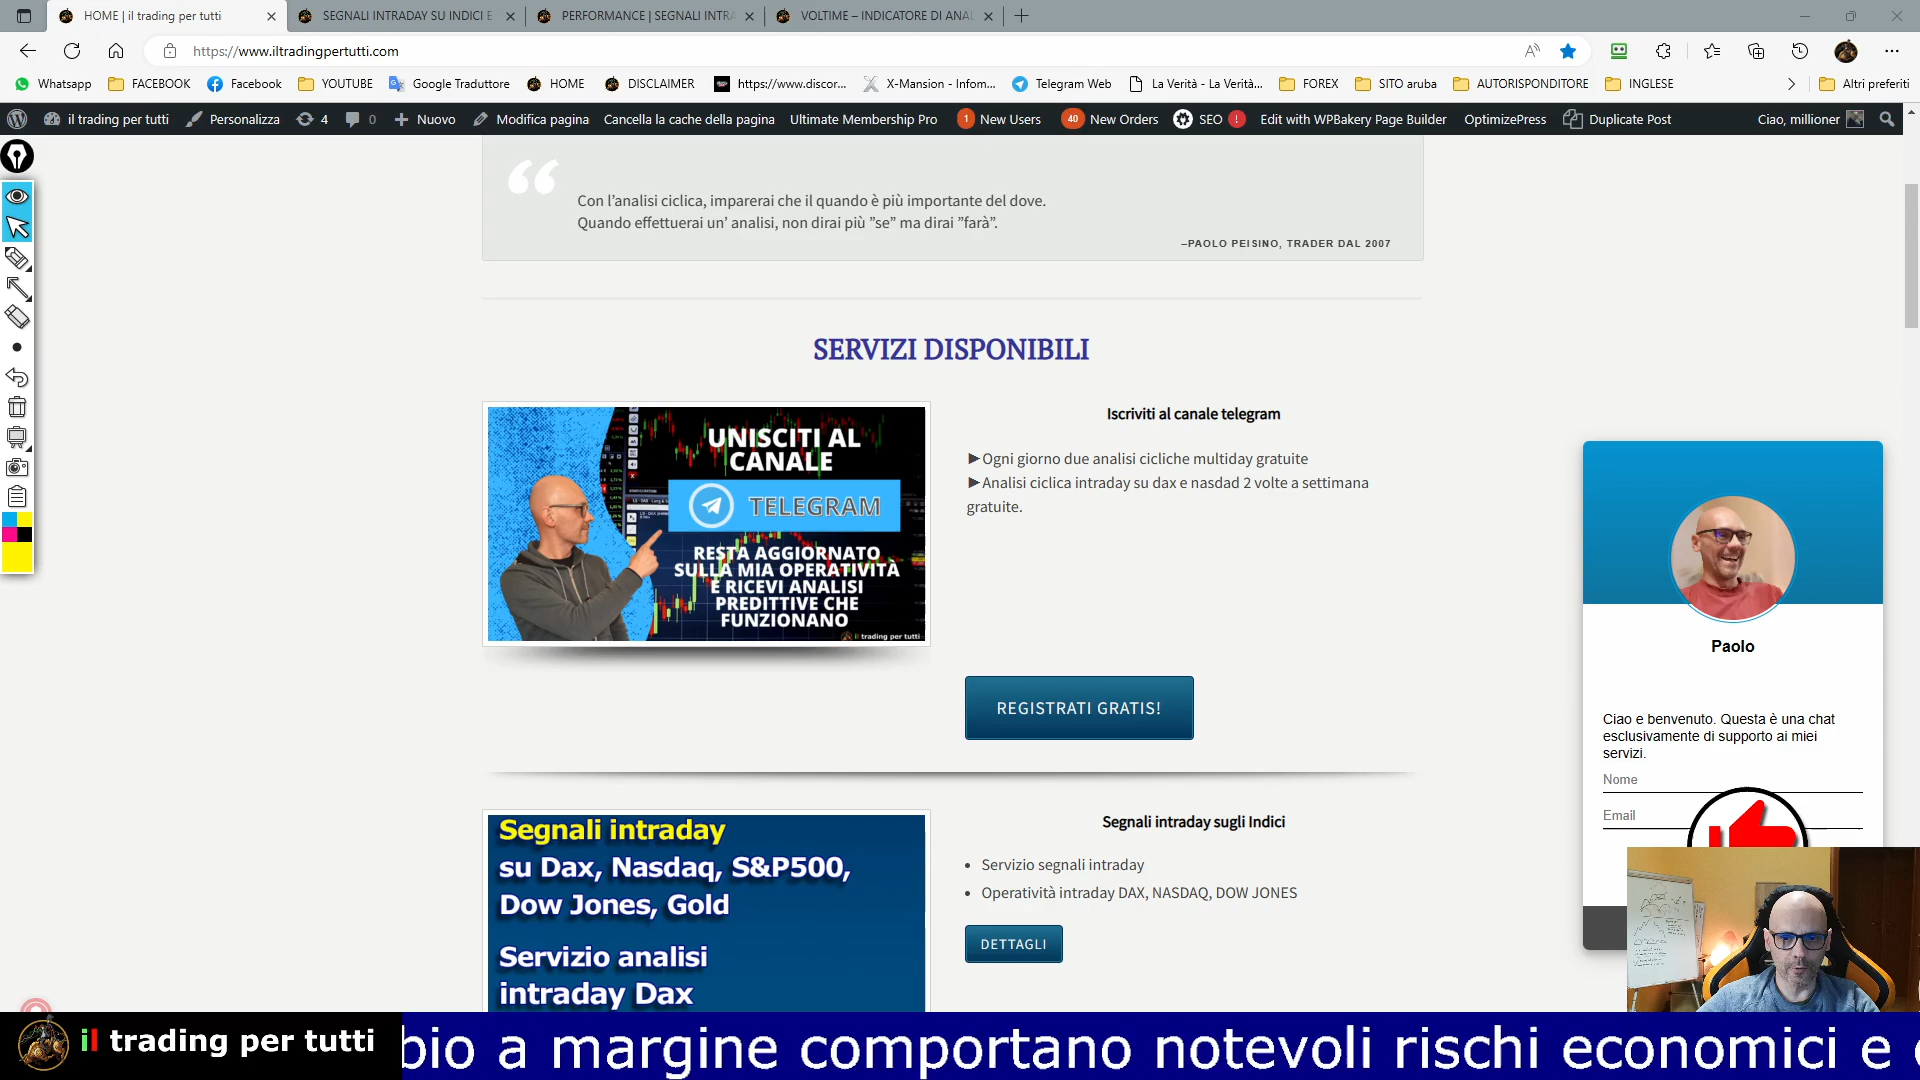 HOME | il trading per tutti
SEGNALI INTRADAY SU INDICI E
PERFORMANCE | SEGNALI INTRA
VOLTIME – INDICATORE DI ANAL
https://www.iltradingpertutti.com
Whatsapp
FACEBOOK
Facebook
YOUTUBE
Google Traduttore
HOME
DISCLAIMER
https://www.discor...
X-Mansion - Infom...
Telegram Web
La Verità - La Verità...
FOREX
SITO aruba
AUTORISPONDITORE
INGLESE
Altri preferiti
il trading per tutti
Personalizza
4
0
Nuovo
Modifica pagina
Cancella la cache della pagina
Ultimate Membership Pro
1 New Users
40 New Orders
SEO !
Edit with WPBakery Page Builder
OptimizePress
Duplicate Post
Ciao, millioner
Con l’analisi ciclica, imparerai che il quando è più importante del dove.
Quando effettuerai un’ analisi, non dirai più ”se” ma dirai ”farà”.
–PAOLO PEISINO, TRADER DAL 2007
SERVIZI DISPONIBILI
UNISCITI AL
CANALE
TELEGRAM
RESTA AGGIORNATO
SULLA MIA OPERATIVITÀ
E RICEVI ANALISI
PREDITTIVE CHE
FUNZIONANO
il trading per tutti
Iscriviti al canale telegram
►Ogni giorno due analisi cicliche multiday gratuite
►Analisi ciclica intraday su dax e nasdad 2 volte a settimana
gratuite.
REGISTRATI GRATIS!
Segnali intraday
su Dax, Nasdaq, S&P500,
Dow Jones, Gold
Servizio analisi
intraday Dax
Segnali intraday sugli Indici
• Servizio segnali intraday
• Operatività intraday DAX, NASDAQ, DOW JONES
DETTAGLI
Paolo
Ciao e benvenuto. Questa è una chat
esclusivamente di supporto ai miei
servizi.
Nome
Email
il trading per tutti
bio a margine comportano notevoli rischi economici e